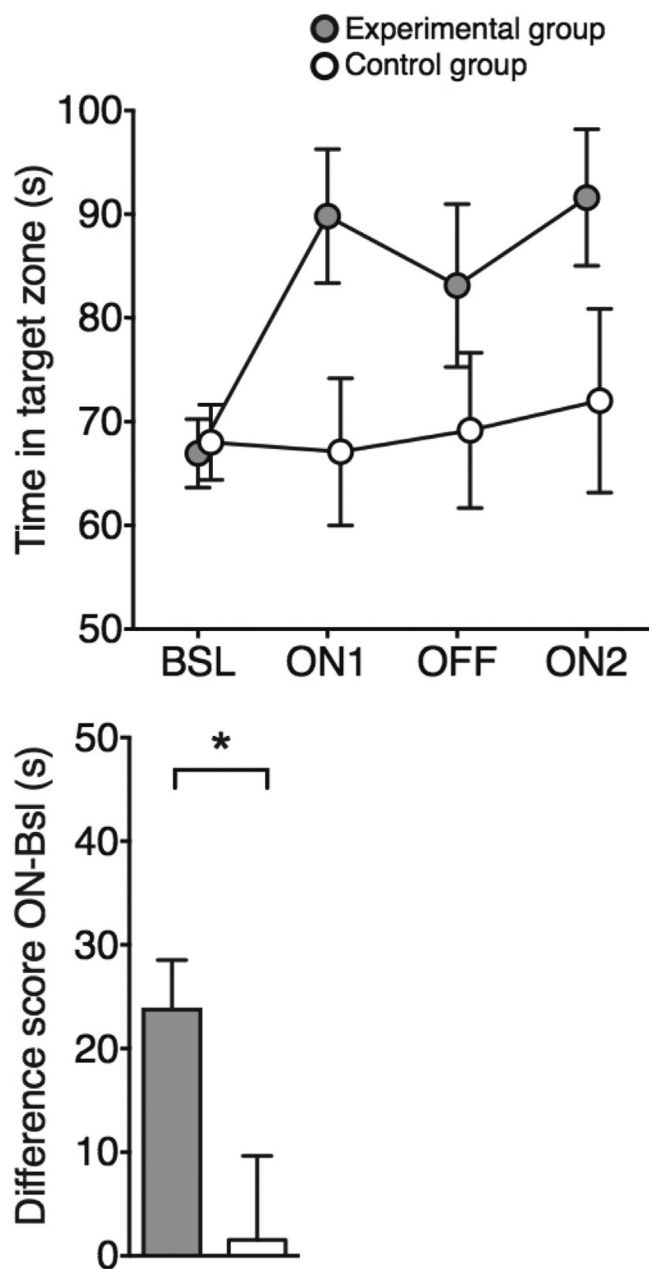 Experimental group
Control group
Time in target zone (s)
100
90
80
70
60
50
BSL ON1 OFF ON2
Difference score ON-Bsl (s)
50
40
30
20
10
0
*